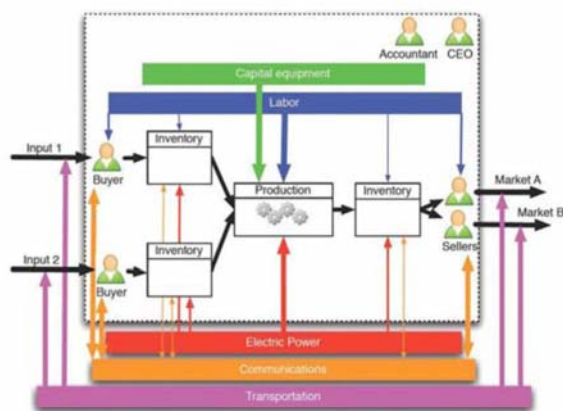 Accountant CEO
Capital equipment
Labor
Input 1
Inventory
Buyer
Production
Inventory
Market A
Market B
Sellers
Input 2
Inventory
Buyer
Electric Power
Communications
Transportation